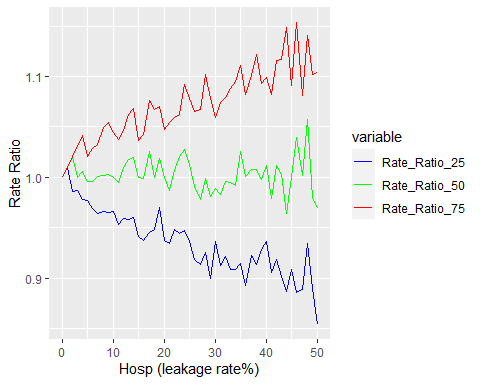 1.1
1.0
0.9
Rate Ratio
0
10
20
30
40
50
Hosp (leakage rate%)
variable
Rate_Ratio_25
Rate_Ratio_50
Rate_Ratio_75